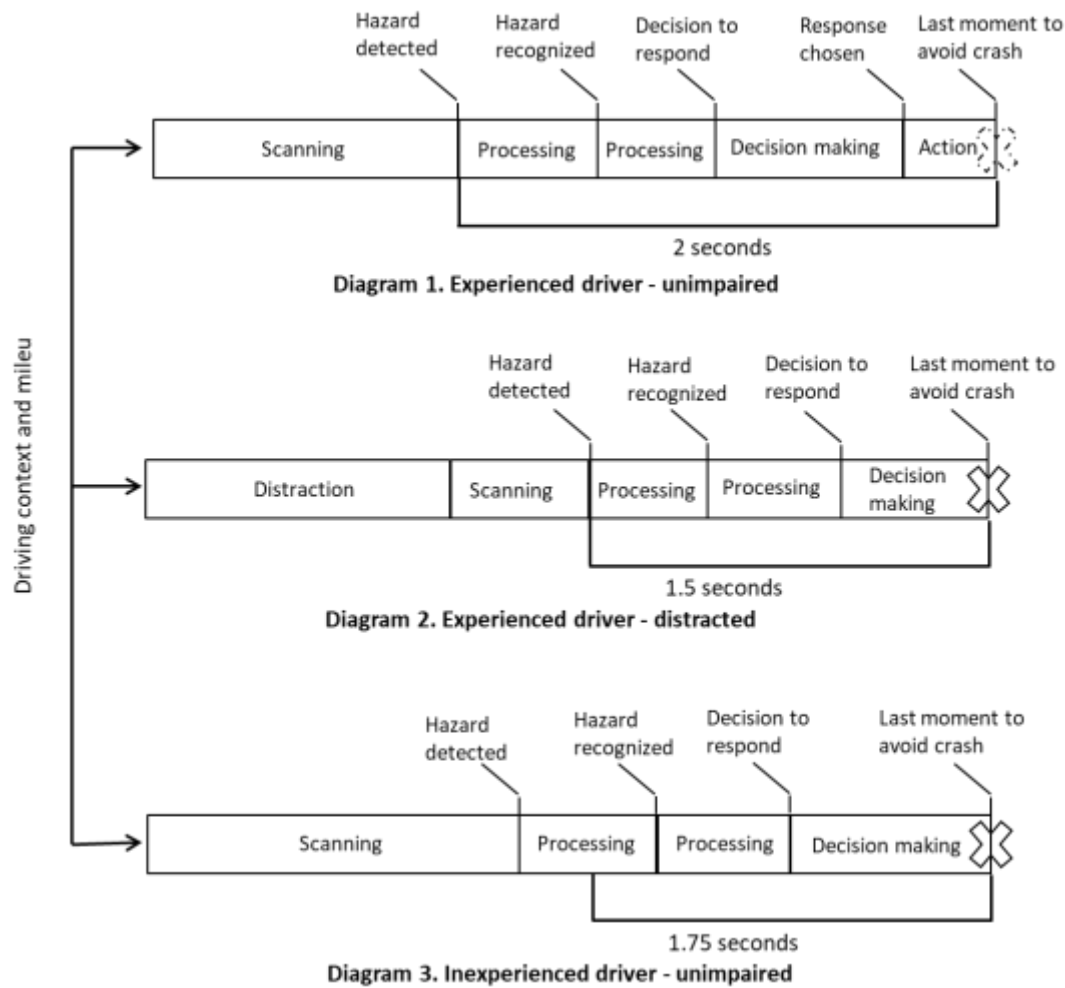 Hazard
detected
Hazard
recognized
Decision to
respond
Response
chosen
Last moment to
avoid crash
Scanning
Processing
Processing
Decision making
Action
2 seconds
Diagram 1. Experienced driver - unimpaired
Driving context and mileu
Hazard
detected
Hazard
recognized
Decision to
respond
Last moment to
avoid crash
Distraction
Scanning
Processing
Processing
Decision
making
1.5 seconds
Diagram 2. Experienced driver - distracted
Hazard
detected
Hazard
recognized
Decision to
respond
Last moment to
avoid crash
Scanning
Processing
Processing
Decision making
1.75 seconds
Diagram 3. Inexperienced driver - unimpaired